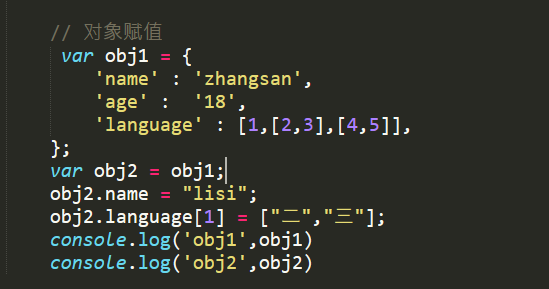 // 对象赋值
var obj1 = {
'name' : 'zhangsan',
'age' :  '18',
'language' : [1,[2,3],[4,5]],
};
var obj2 = obj1;
obj2.name = "lisi";
obj2.language[1] = ["二","三"];
console.log('obj1',obj1)
console.log('obj2',obj2)